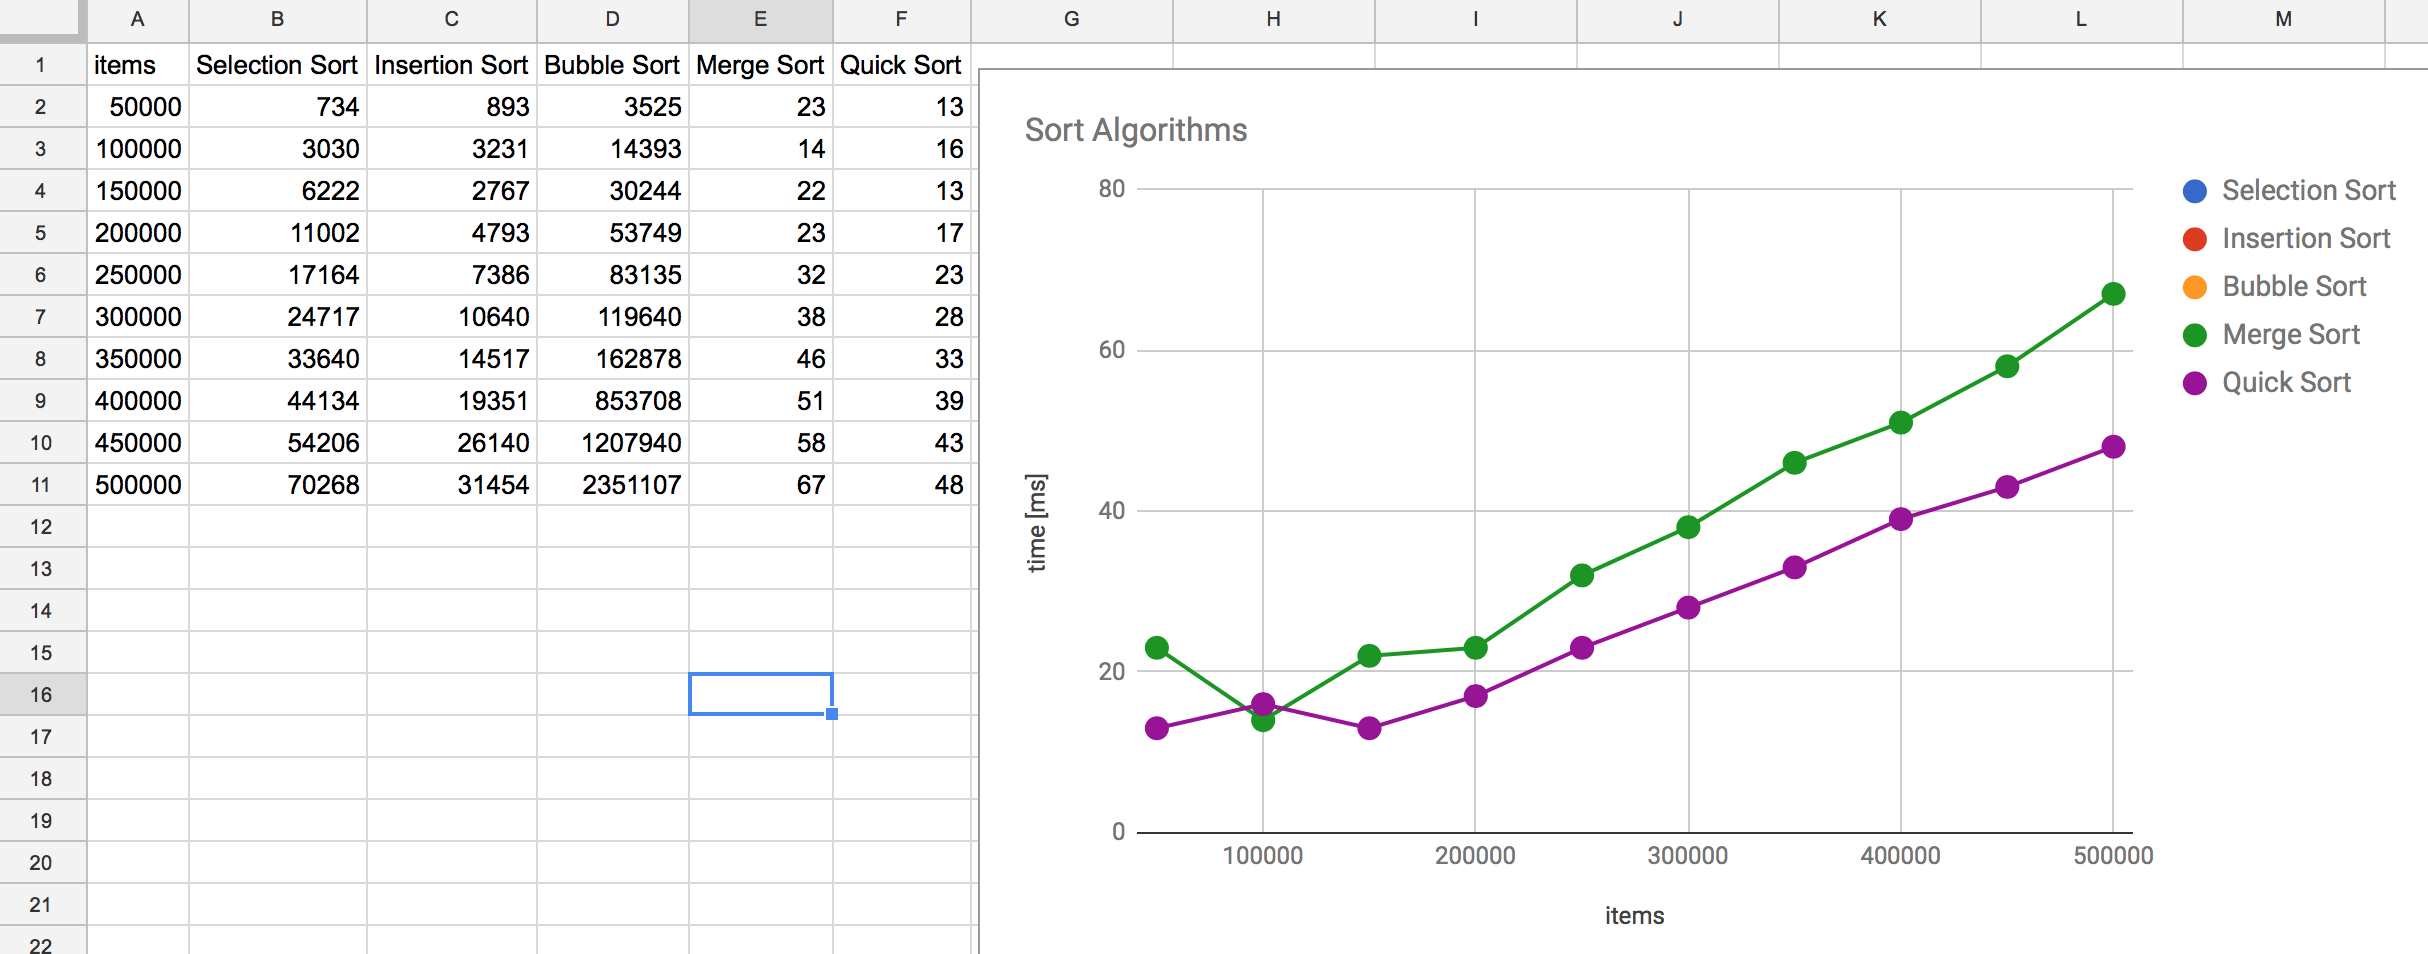 A B C D E F G H I J K L M
1 items Selection Sort Insertion Sort Bubble Sort Merge Sort Quick Sort
2 50000 734 893 3525 23 13
3 100000 3030 3231 14393 14 16
4 150000 6222 2767 30244 22 13
5 200000 11002 4793 53749 23 17
6 250000 17164 7386 83135 32 23
7 300000 24717 10640 119640 38 28
8 350000 33640 14517 162878 46 33
9 400000 44134 19351 853708 51 39
10 450000 54206 26140 1207940 58 43
11 500000 70268 31454 2351107 67 48
12
13
14
15
16
17
18
19
20
21
22
Sort Algorithms
80
60
40
20
0
time [ms]
100000 200000 300000 400000 500000
items
Selection Sort
Insertion Sort
Bubble Sort
Merge Sort
Quick Sort